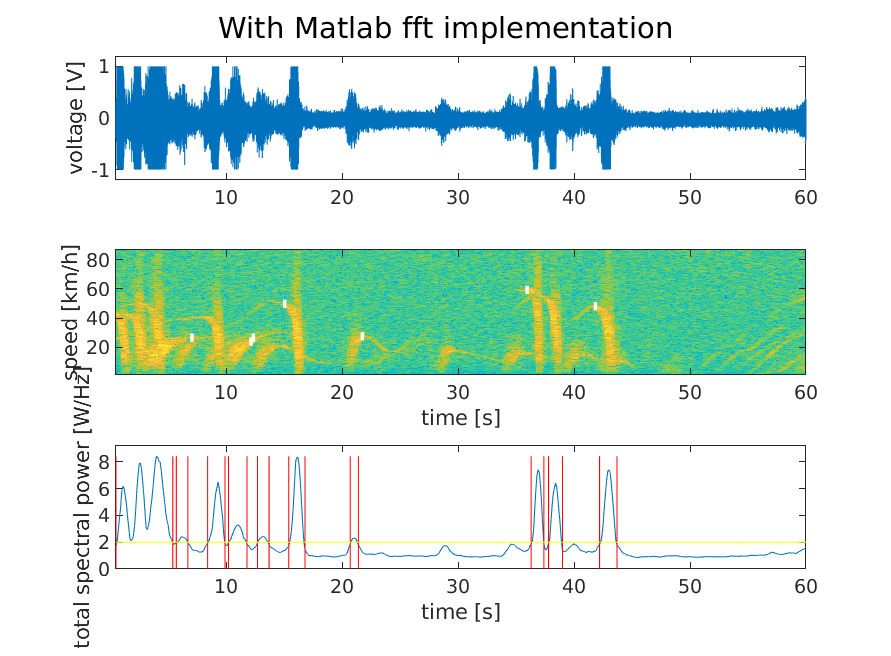 With Matlab fft implementation
voltage [V]
1
0
-1
10 20 30 40 50 60
speed [km/h]
80
60
40
20
10 20 30 40 50 60
time [s]
total spectral power [W/Hz]
8
6
4
2
0
10 20 30 40 50 60
time [s]